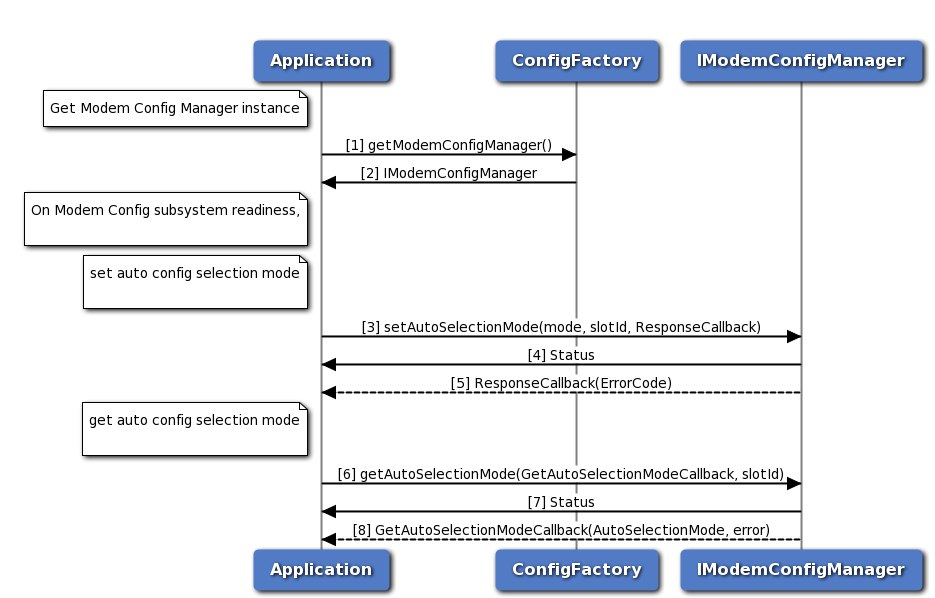 Application
ConfigFactory
IModemConfigManager
Get Modem Config Manager instance
[1] getModemConfigManager()
[2] IModemConfigManager
On Modem Config subsystem readiness,
set auto config selection mode
[3] setAutoSelectionMode(mode, slotId, ResponseCallback)
[4] Status
[5] ResponseCallback(ErrorCode)
get auto config selection mode
[6] getAutoSelectionMode(GetAutoSelectionModeCallback, slotId)
[7] Status
[8] GetAutoSelectionModeCallback(AutoSelectionMode, error)
Application
ConfigFactory
IModemConfigManager